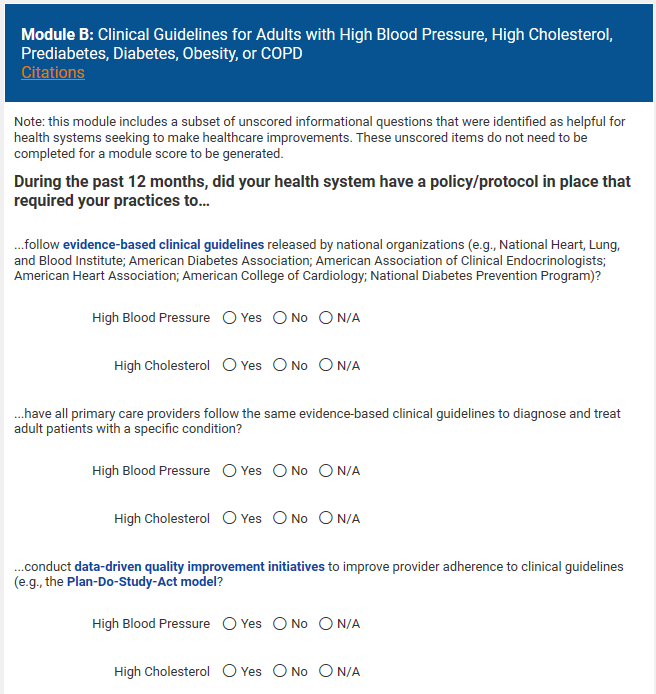 Module B: Clinical Guidelines for Adults with High Blood Pressure, High Cholesterol,
Prediabetes, Diabetes, Obesity, or COPD
Citations
Note: this module includes a subset of unscored informational questions that were identified as helpful for
health systems seeking to make healthcare improvements. These unscored items do not need to be
completed for a module score to be generated.
During the past 12 months, did your health system have a policy/protocol in place that
required your practices to...
...follow evidence-based clinical guidelines released by national organizations (e.g., National Heart, Lung,
and Blood Institute; American Diabetes Association; American Association of Clinical Endocrinologists;
American Heart Association; American College of Cardiology; National Diabetes Prevention Program)?
High Blood Pressure Yes No N/A
High Cholesterol Yes No N/A
...have all primary care providers follow the same evidence-based clinical guidelines to diagnose and treat
adult patients with a specific condition?
High Blood Pressure Yes No N/A
High Cholesterol Yes No N/A
...conduct data-driven quality improvement initiatives to improve provider adherence to clinical guidelines
(e.g., the Plan-Do-Study-Act model?
High Blood Pressure Yes No N/A
High Cholesterol Yes No N/A